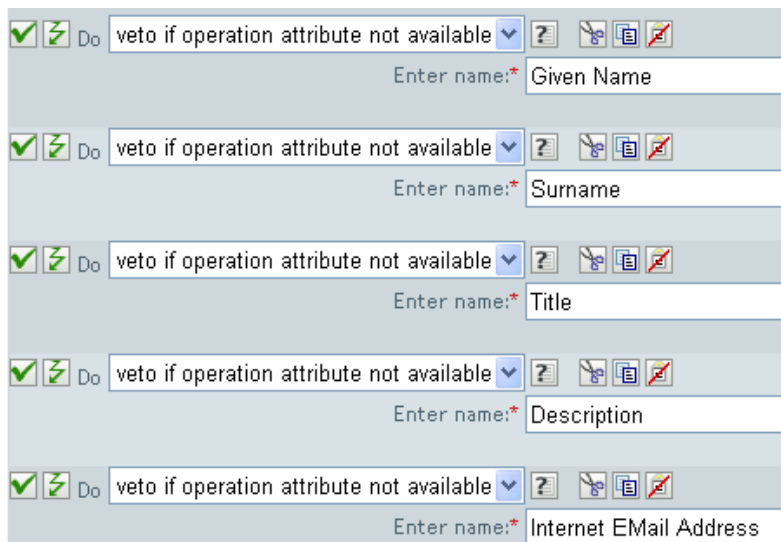 Do veto if operation attribute not available
Enter name:* Given Name
Do veto if operation attribute not available
Enter name:* Surname
Do veto if operation attribute not available
Enter name:* Title
Do veto if operation attribute not available
Enter name:* Description
Do veto if operation attribute not available
Enter name:* Internet EMail Address